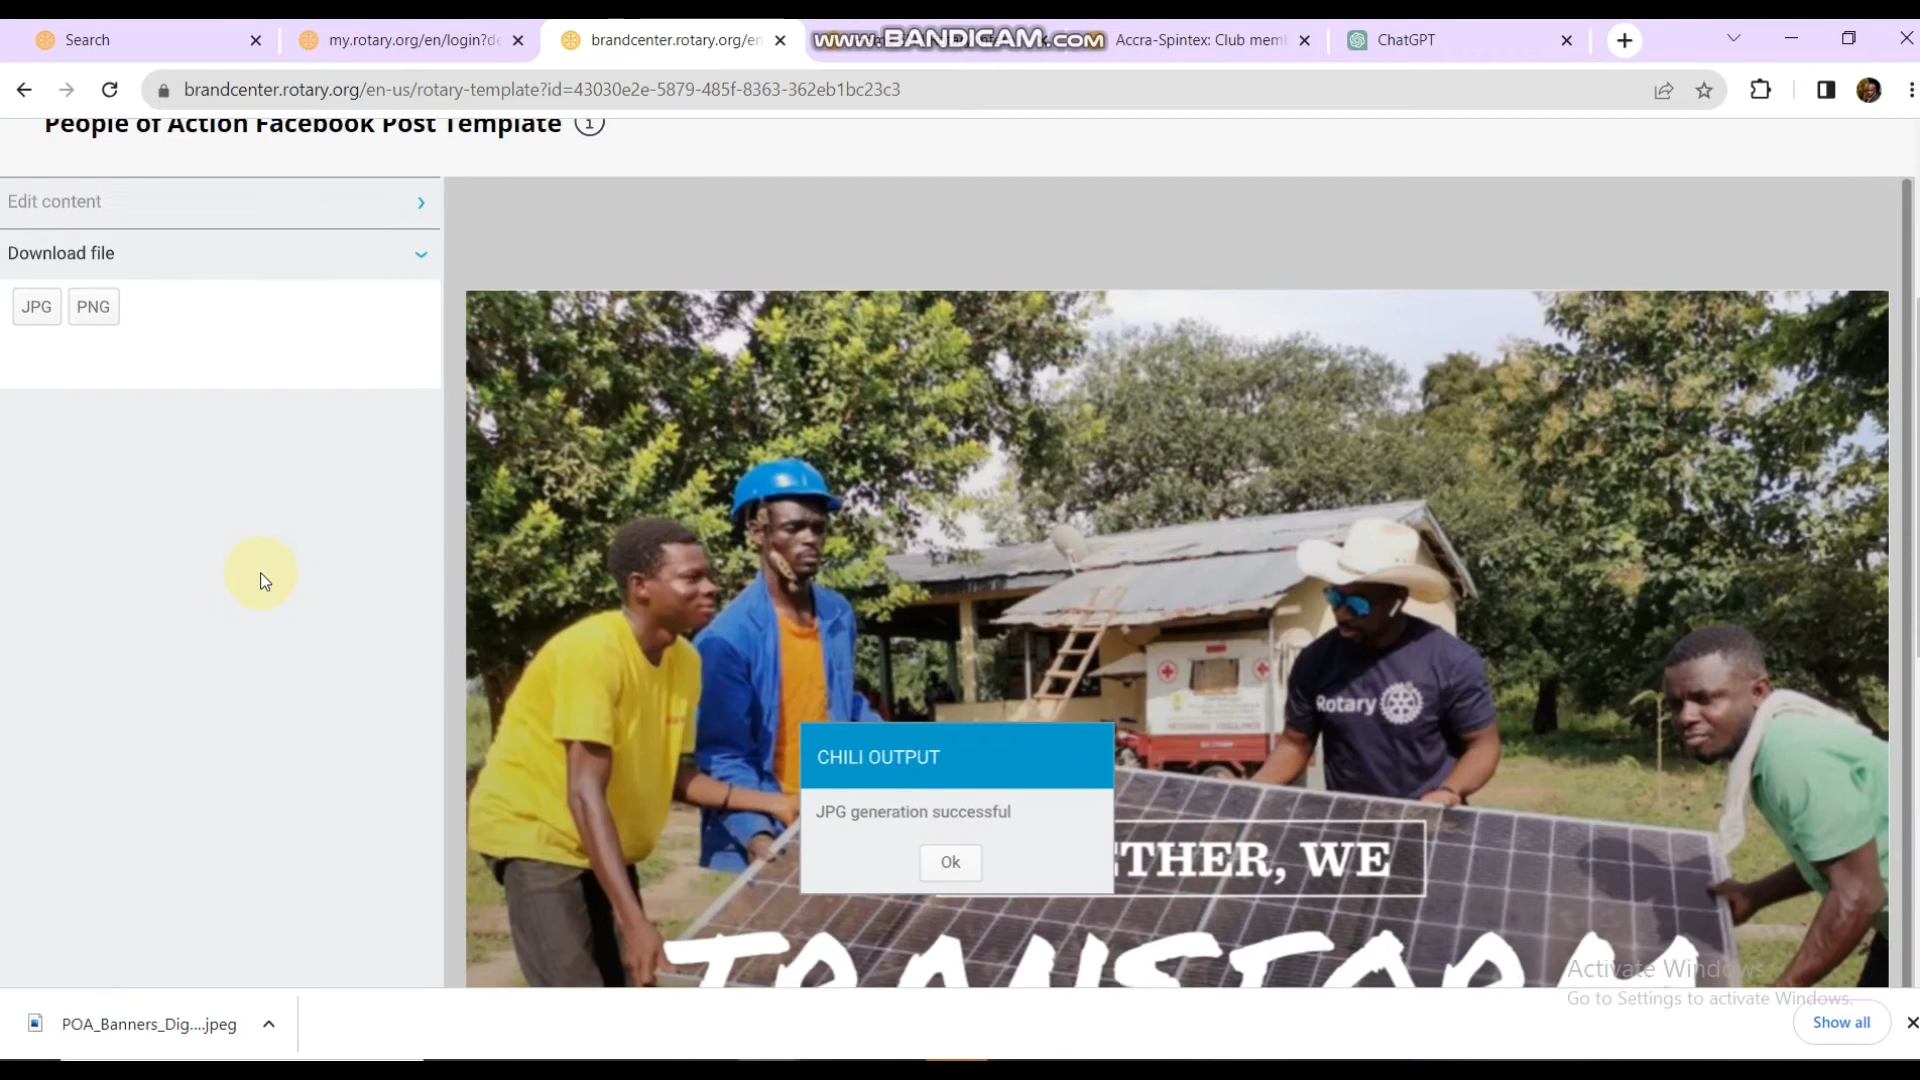 Search
my.rotary.org/en/login?de
brandcenter.rotary.org/en
www.BANDICAM.com
Accra-Spintex: Club mem
ChatGPT
brandcenter.rotary.org/en-us/rotary-template?id=43030e2e-5879-485f-8363-362eb1bc23c3
People of Action Facebook Post Template
Edit content
Download file
JPG PNG
Rotary
CHILI OUTPUT
JPG generation successful
Ok
THER, WE
TRANSFORM
Activate Windows
Go to Settings to activate Windows.
POA_Banners_Dig....jpeg
Show all